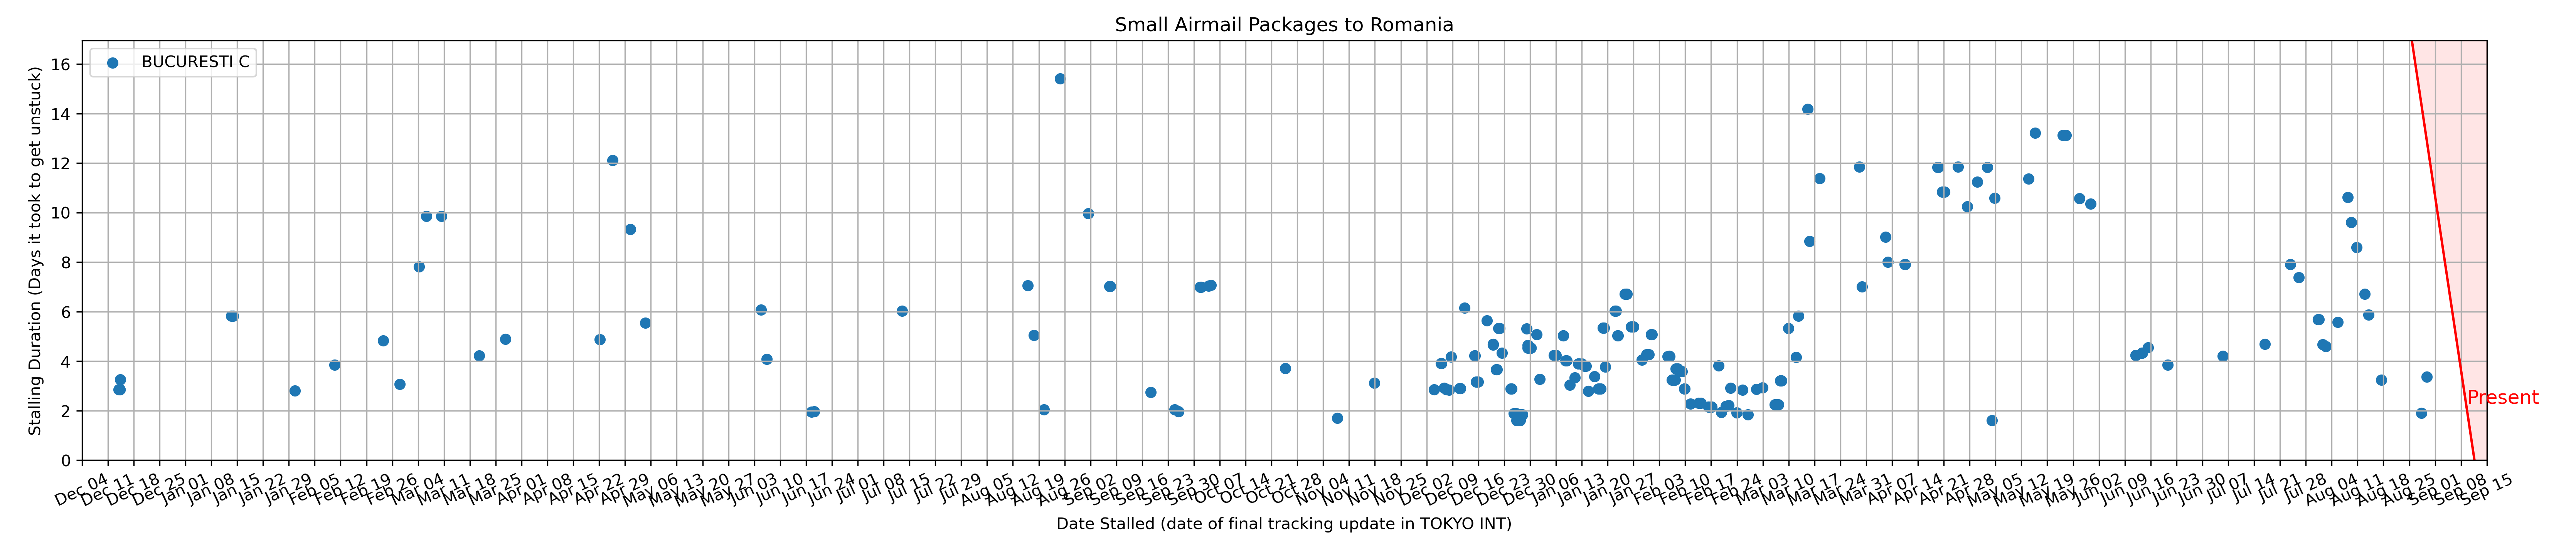 Small Airmail Packages to Romania
BUCURESTI C
Stalling Duration (Days it took to get unstuck)
16
14
12
10
8
6
4
2
0
Present
Dec 04
Dec 11
Dec 18
Dec 25
Jan 01
Jan 08
Jan 15
Jan 22
Jan 29
Feb 05
Feb 12
Feb 19
Feb 26
Mar 04
Mar 11
Mar 18
Mar 25
Apr 01
Apr 08
Apr 15
Apr 22
Apr 29
May 06
May 13
May 20
May 27
Jun 03
Jun 10
Jun 17
Jun 24
Jul 01
Jul 08
Jul 15
Jul 22
Jul 29
Aug 05
Aug 12
Aug 19
Aug 26
Sep 02
Sep 09
Sep 16
Sep 23
Sep 30
Oct 07
Oct 14
Oct 21
Oct 28
Nov 04
Nov 11
Nov 18
Nov 25
Dec 02
Dec 09
Dec 16
Dec 23
Dec 30
Jan 06
Jan 13
Jan 20
Jan 27
Feb 03
Feb 10
Feb 17
Feb 24
Mar 03
Mar 10
Mar 17
Mar 24
Mar 31
Apr 07
Apr 14
Apr 21
Apr 28
May 05
May 12
May 19
May 26
Jun 02
Jun 09
Jun 16
Jun 23
Jun 30
Jul 07
Jul 14
Jul 21
Jul 28
Aug 04
Aug 11
Aug 18
Aug 25
Sep 01
Sep 08
Sep 15
Date Stalled (date of final tracking update in TOKYO INT)